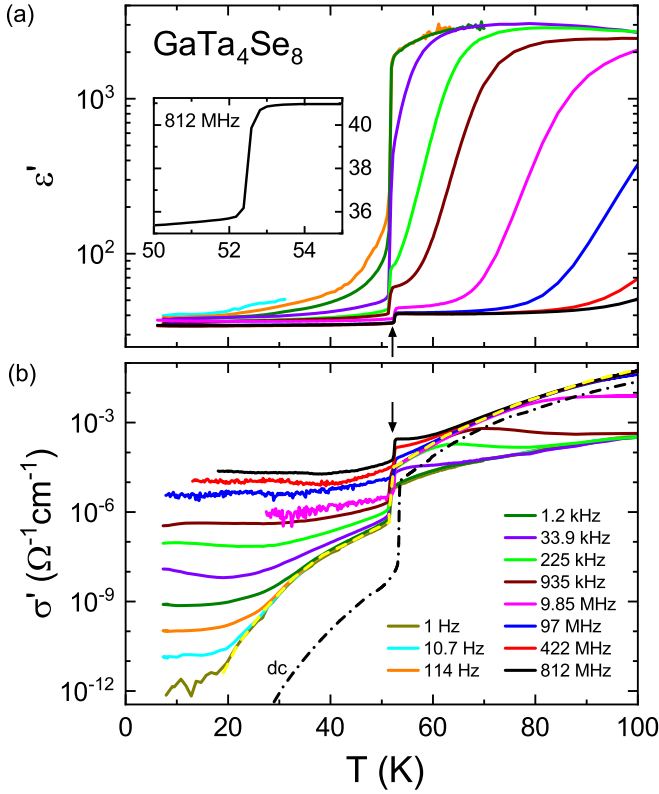 (a)
GaTa₄Se₈
10³
10²
ε'
812 MHz
40
38
36
50 52 54
(b)
10⁻³
10⁻⁶
10⁻⁹
10⁻¹²
σ' (Ω⁻¹cm⁻¹)
dc
1 Hz
10.7 Hz
114 Hz
1.2 kHz
33.9 kHz
225 kHz
935 kHz
9.85 MHz
97 MHz
422 MHz
812 MHz
0 20 40 60 80 100
T (K)